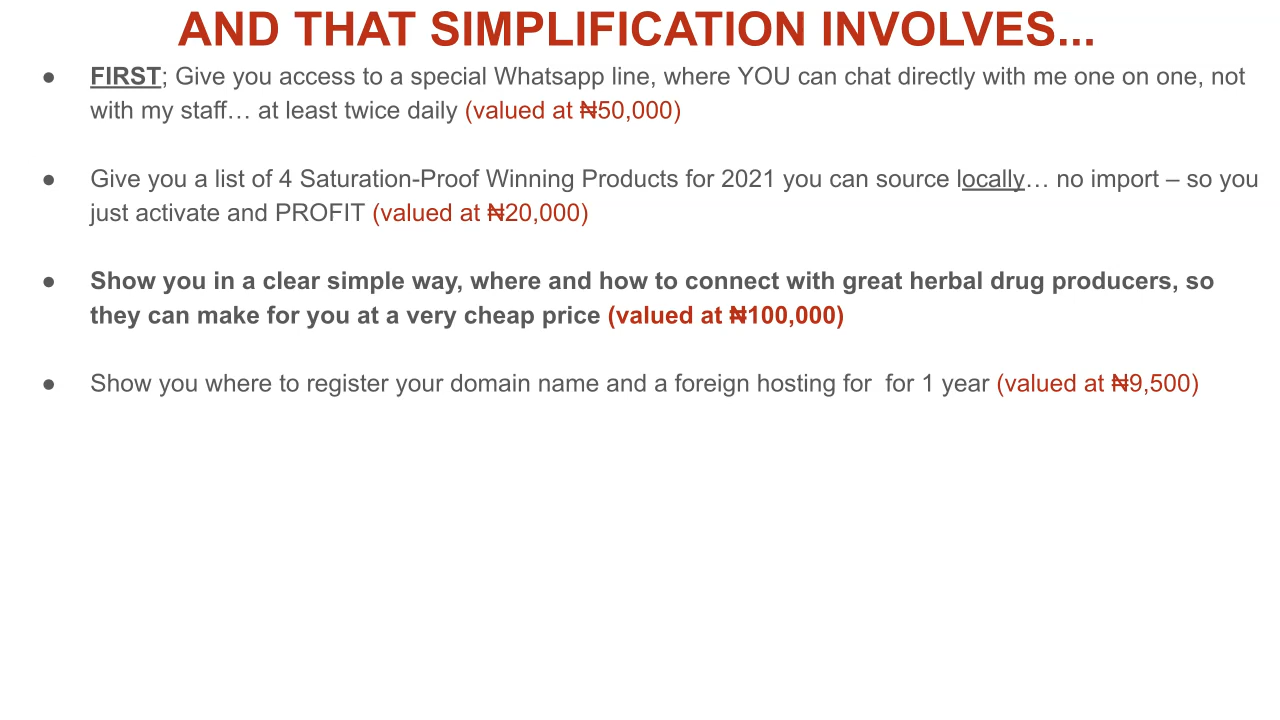 AND THAT SIMPLIFICATION INVOLVES...
● FIRST; Give you access to a special Whatsapp line, where YOU can chat directly with me one on one, not
with my staff… at least twice daily (valued at ₦50,000)
● Give you a list of 4 Saturation-Proof Winning Products for 2021 you can source locally… no import – so you
just activate and PROFIT (valued at ₦20,000)
● Show you in a clear simple way, where and how to connect with great herbal drug producers, so
they can make for you at a very cheap price (valued at ₦100,000)
● Show you where to register your domain name and a foreign hosting for  for 1 year (valued at ₦9,500)